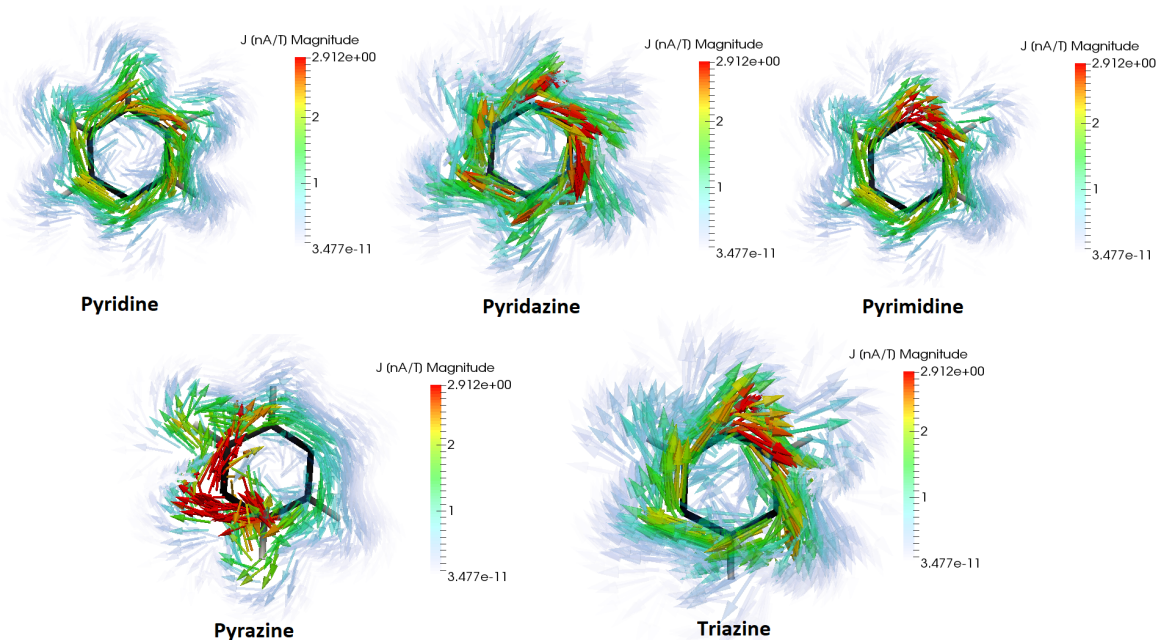 J (nA/T) Magnitude
2.912e+00
2
1
3.477e-11
Pyridine
J (nA/T) Magnitude
2.912e+00
2
1
3.477e-11
Pyridazine
J (nA/T) Magnitude
2.912e+00
2
1
3.477e-11
Pyrimidine
J (nA/T) Magnitude
2.912e+00
2
1
3.477e-11
Pyrazine
J (nA/T) Magnitude
2.912e+00
2
1
3.477e-11
Triazine